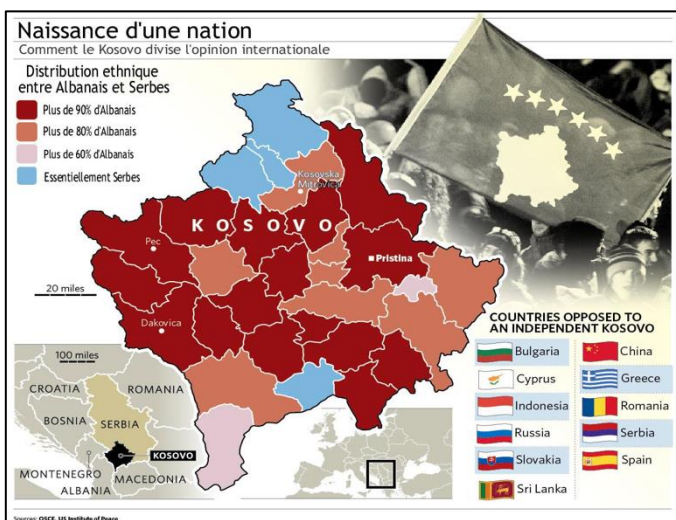 Naissance d'une nation
Comment le Kosovo divise l'opinion internationale
Distribution ethnique
entre Albanais et Serbes
Plus de 90% d'Albanais
Plus de 80% d'Albanais
Plus de 60% d'Albanais
Essentiellement Serbes
Kosovska
Mitrovica
KOSOVO
Pec
Pristina
20 miles
Dakovica
100 miles
CROATIA
ROMANIA
BOSNIA
SERBIA
KOSOVO
MONTENEGRO
ALBANIA
MACEDONIA
COUNTRIES OPPOSED TO
AN INDEPENDENT KOSOVO
Bulgaria
China
Cyprus
Greece
Indonesia
Romania
Russia
Serbia
Slovakia
Spain
Sri Lanka
Sources: OSCE, US Institute of Peace